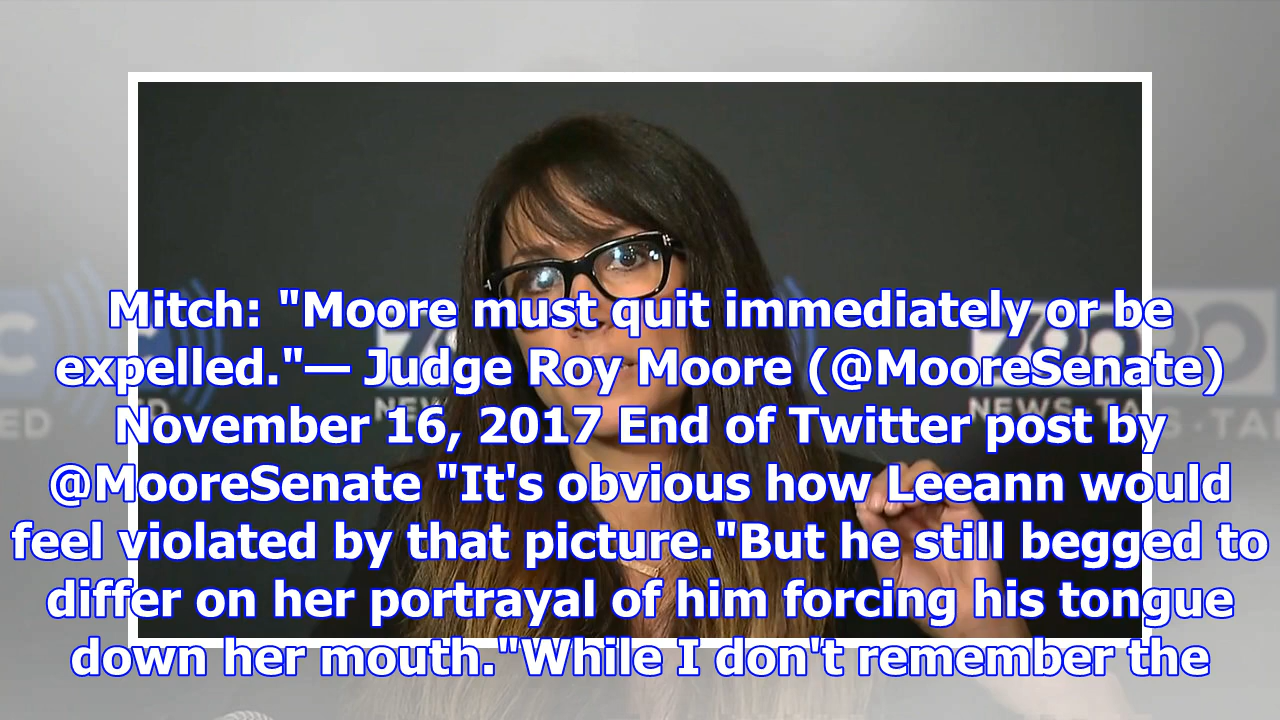 Mitch: "Moore must quit immediately or be
expelled."— Judge Roy Moore (@MooreSenate)
November 16, 2017 End of Twitter post by
@MooreSenate "It's obvious how Leeann would
feel violated by that picture."But he still begged to
differ on her portrayal of him forcing his tongue
down her mouth."While I don't remember the